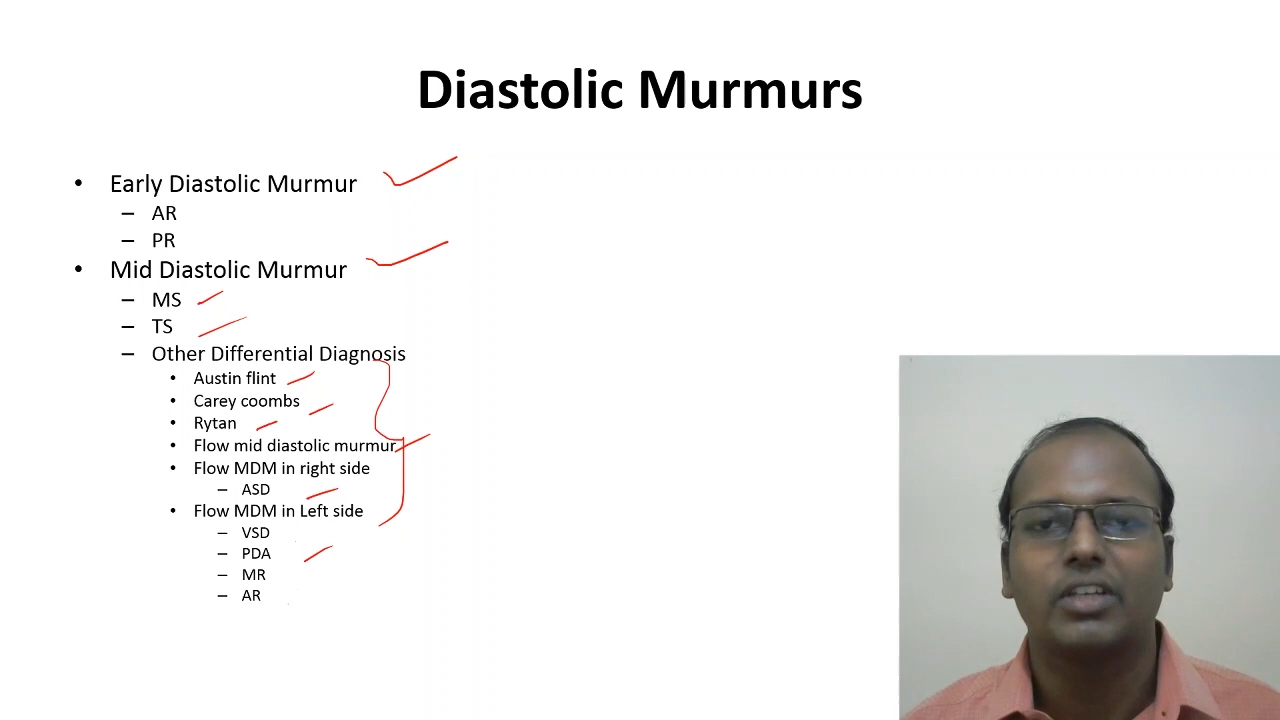 Diastolic Murmurs
• Early Diastolic Murmur
– AR
– PR
• Mid Diastolic Murmur
– MS
– TS
– Other Differential Diagnosis
• Austin flint
• Carey coombs
• Rytan
• Flow mid diastolic murmur
• Flow MDM in right side
– ASD
• Flow MDM in Left side
– VSD
– PDA
– MR
– AR